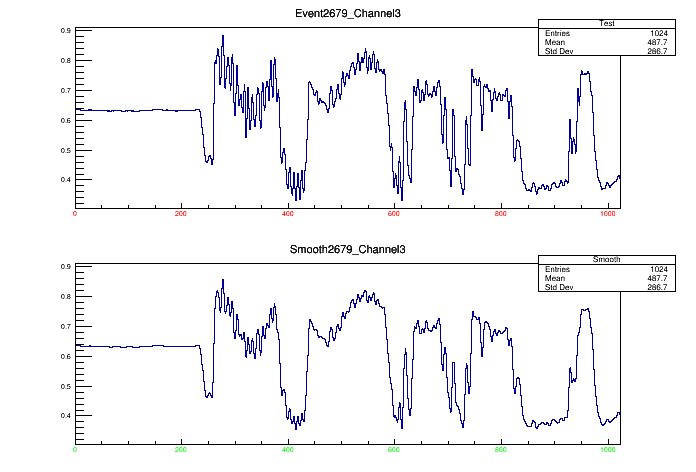 Event2679_Channel3
Test
Entries 1024
Mean 487.7
Std Dev 286.7
0.9
0.8
0.7
0.6
0.5
0.4
0 200 400 600 800 1000
Smooth2679_Channel3
Smooth
Entries 1024
Mean 487.7
Std Dev 286.7
0.9
0.8
0.7
0.6
0.5
0.4
0 200 400 600 800 1000